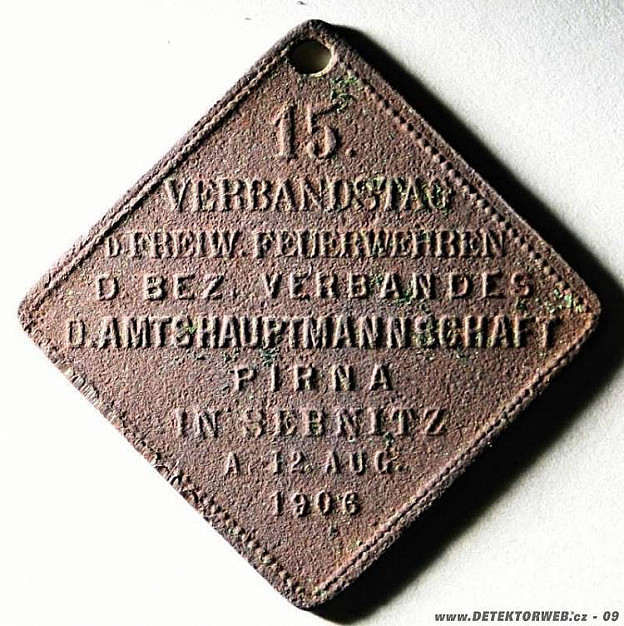 15.
VERBANDSTAG
D. FREIW. FEUERWEHREN
D BEZ. VERBANDES
D. AMTSHAUPTMANNSCHAFT
PIRNA
IN SEBNITZ
A. 12. AUG.
1906
www.DETEKTORWEB.cz - 09